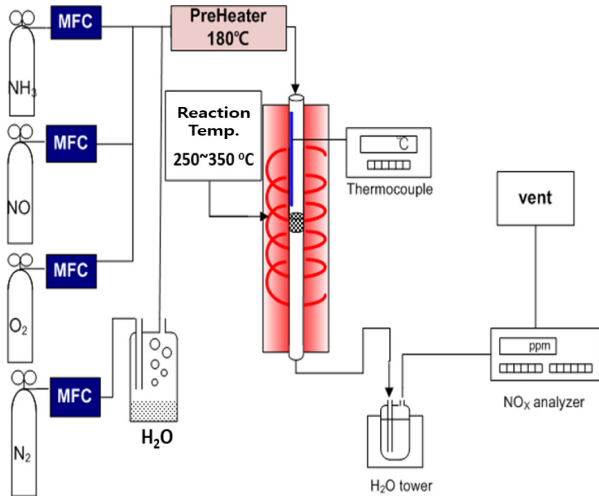 NH₃
MFC
PreHeater
180℃
Reaction
Temp.
250~350 ⁰C
℃
Thermocouple
NO
MFC
vent
O₂
MFC
N₂
MFC
H₂O
ppm
NOₓ analyzer
H₂O tower